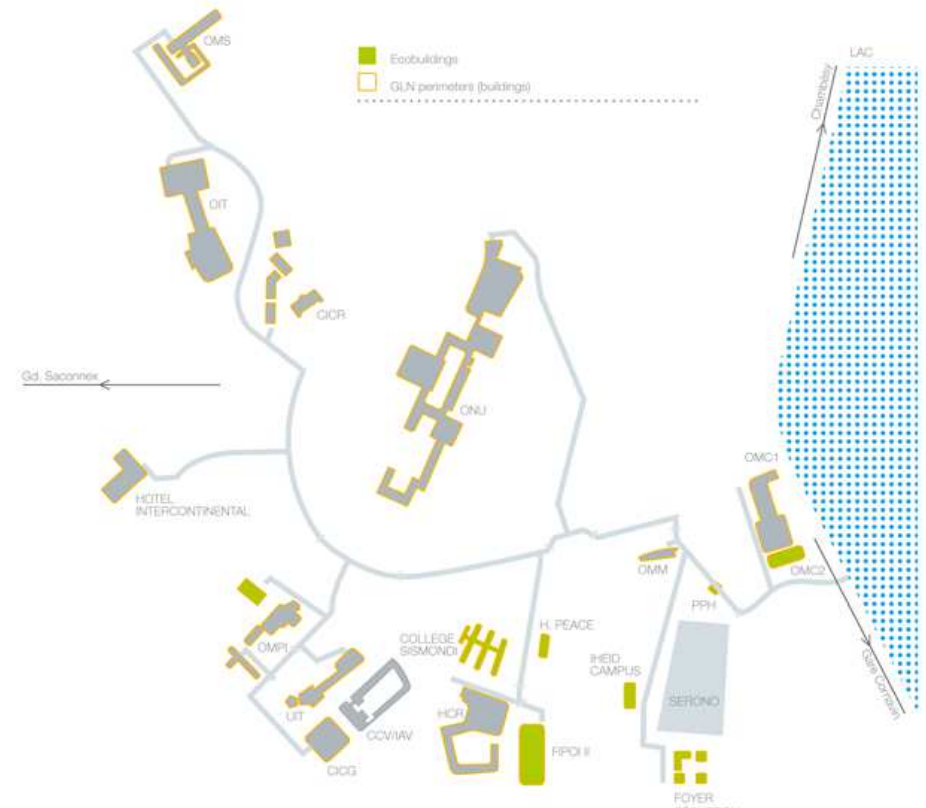 OMS
Ecobuildings
GLN perimeters (buildings)
LAC
Chambésy
OIT
CICR
Gd. Saconnex
ONU
HOTEL
INTERCONTINENTAL
OMC1
OMC2
OMM
PPH
OMPI
COLLEGE
SISMONDI
H. PEACE
IHEID
CAMPUS
SERONO
Gare Cornavin
UIT
CCV/IAV
HCR
FIPOI II
CICG
FOYER